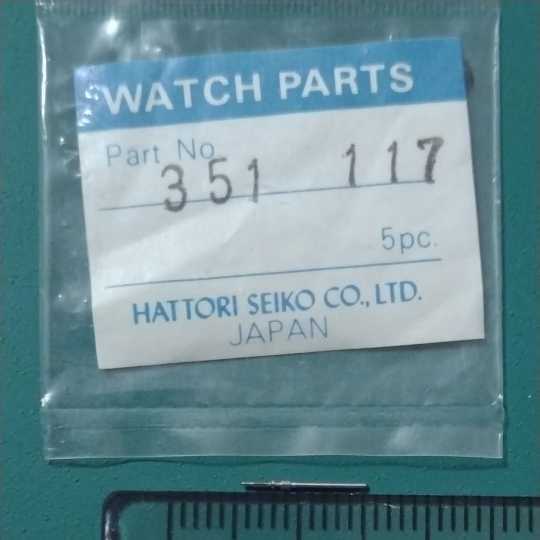 WATCH PARTS
Part No 351 117
5pc.
HATTORI SEIKO CO., LTD.
JAPAN